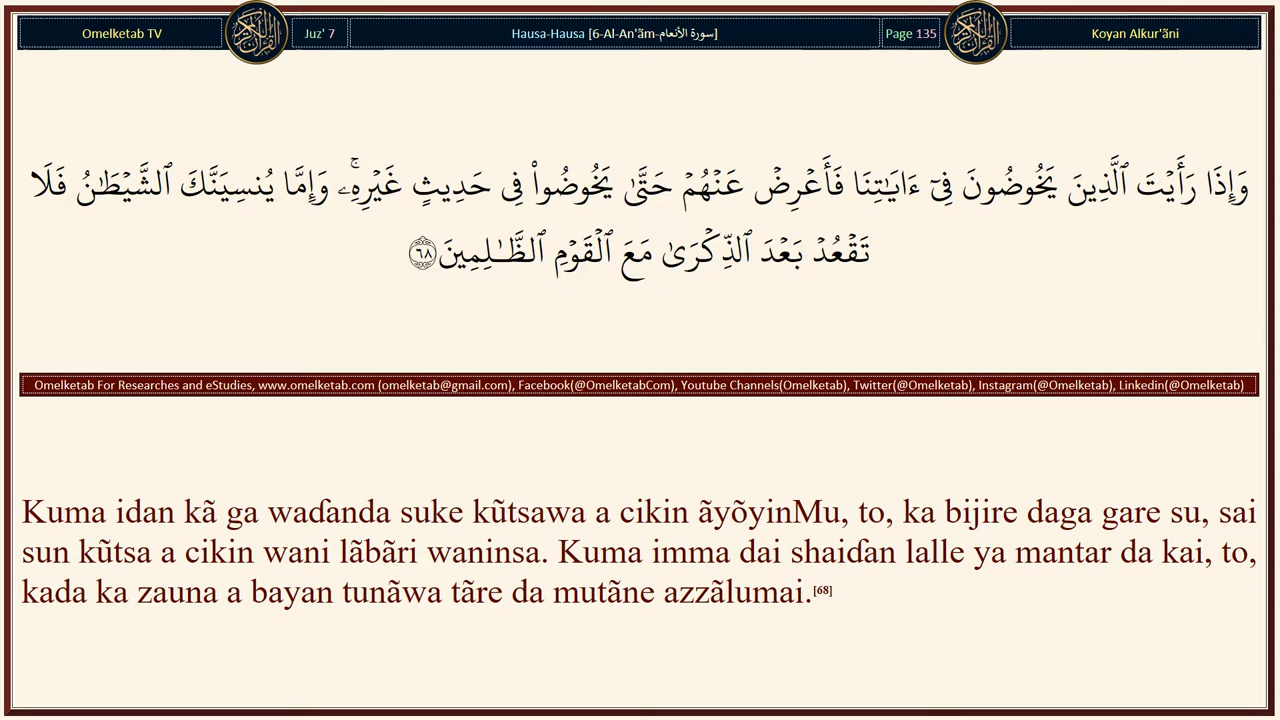 Omelketab TV
Juz' 7
Hausa-Hausa [6-Al-An'ãm-سورة الأنعام]
Page 135
Koyan Alkur'ãni
وَإِذَا رَأَيْتَ ٱلَّذِينَ يَخُوضُونَ فِىٓ ءَايَـٰتِنَا فَأَعْرِضْ عَنْهُمْ حَتَّىٰ يَخُوضُوا۟ فِى حَدِيثٍ غَيْرِهِۦ ۚ وَإِمَّا يُنسِيَنَّكَ ٱلشَّيْطَـٰنُ فَلَا
تَقْعُدْ بَعْدَ ٱلذِّكْرَىٰ مَعَ ٱلْقَوْمِ ٱلظَّـٰلِمِينَ ٦٨
Omelketab For Researches and eStudies, www.omelketab.com (omelketab@gmail.com), Facebook(@OmelketabCom), Youtube Channels(Omelketab), Twitter(@Omelketab), Instagram(@Omelketab), Linkedin(@Omelketab)
Kuma idan kã ga waɗanda suke kũtsawa a cikin ãyõyinMu, to, ka bijire daga gare su, sai
sun kũtsa a cikin wani lãbãri waninsa. Kuma imma dai shaiɗan lalle ya mantar da kai, to,
kada ka zauna a bayan tunãwa tãre da mutãne azzãlumai.[68]